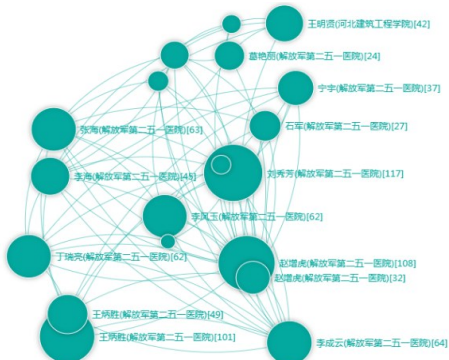 王明贤(河北建筑工程学院)[42]
葛艳丽(解放军第二五一医院)[24]
宁宇(解放军第二五一医院)[37]
石军(解放军第二五一医院)[27]
张海(解放军第二五一医院)[63]
刘秀芳(解放军第二五一医院)[117]
李海(解放军第二五一医院)[45]
李凤玉(解放军第二五一医院)[62]
丁瑞亮(解放军第二五一医院)[62]
赵增虎(解放军第二五一医院)[108]
赵增虎(解放军第二五一医院)[32]
王炳胜(解放军第二五一医院)[49]
王炳胜(解放军第二五一医院)[101]
李成云(解放军第二五一医院)[64]